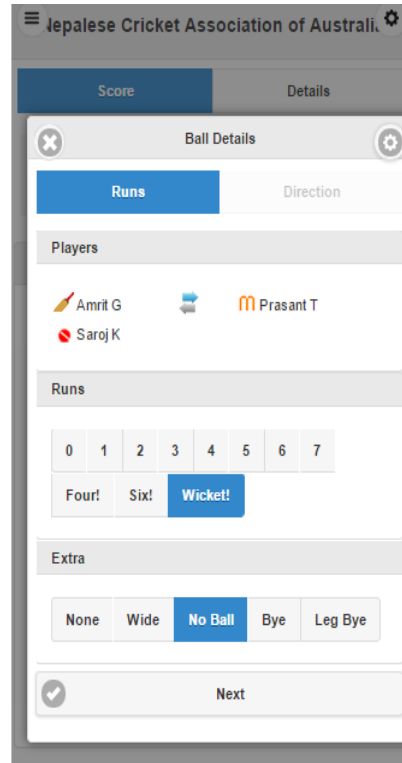 Nepalese Cricket Association of Australi
Score Details
Ball Details
Runs Direction
Players
Amrit G Prasant T
Saroj K
Runs
0 1 2 3 4 5 6 7
Four! Six! Wicket!
Extra
None Wide No Ball Bye Leg Bye
Next